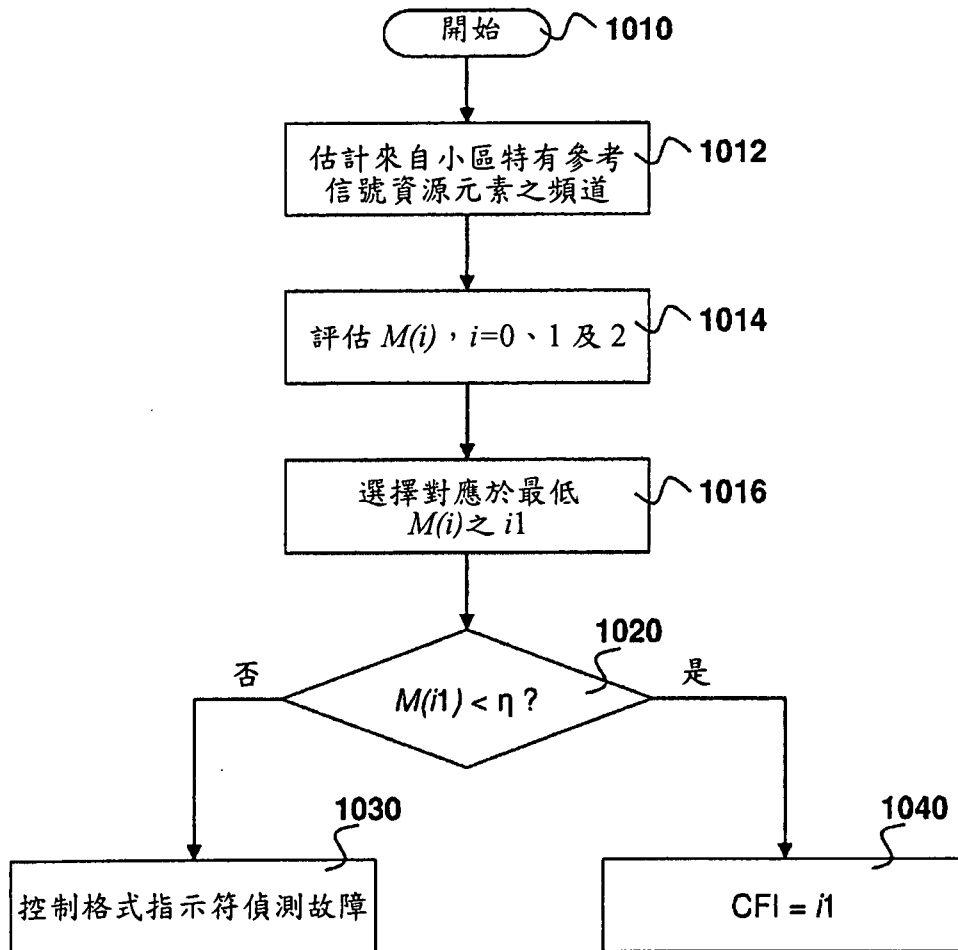 開始
1010
估計來自小區特有參考
信號資源元素之頻道
1012
評估 M(i)，i=0、1 及 2
1014
選擇對應於最低
M(i)之 i1
1016
1020
否
M(i1) < η ?
是
1030
控制格式指示符偵測故障
1040
CFI = i1